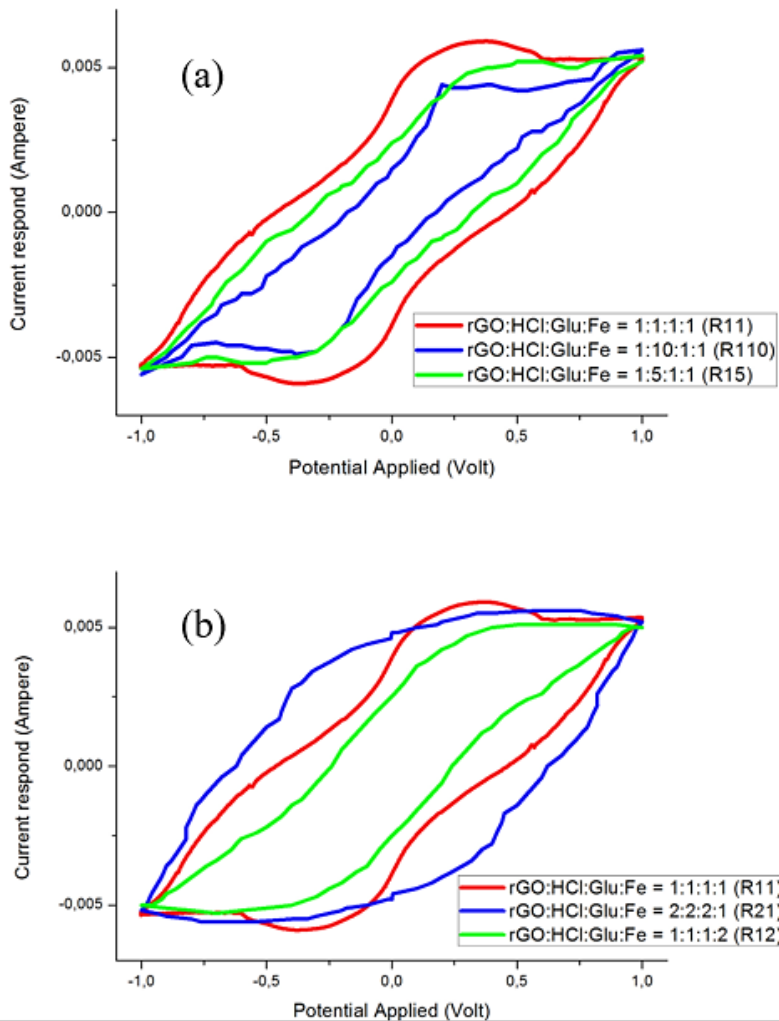 (a)
Current respond (Ampere)
0,005
0,000
-0,005
rGO:HCl:Glu:Fe = 1:1:1:1 (R11)
rGO:HCl:Glu:Fe = 1:10:1:1 (R110)
rGO:HCl:Glu:Fe = 1:5:1:1 (R15)
-1,0 -0,5 0,0 0,5 1,0
Potential Applied (Volt)
(b)
Current respond (Ampere)
0,005
0,000
-0,005
rGO:HCl:Glu:Fe = 1:1:1:1 (R11)
rGO:HCl:Glu:Fe = 2:2:2:1 (R21)
rGO:HCl:Glu:Fe = 1:1:1:2 (R12)
-1,0 -0,5 0,0 0,5 1,0
Potential Applied (Volt)